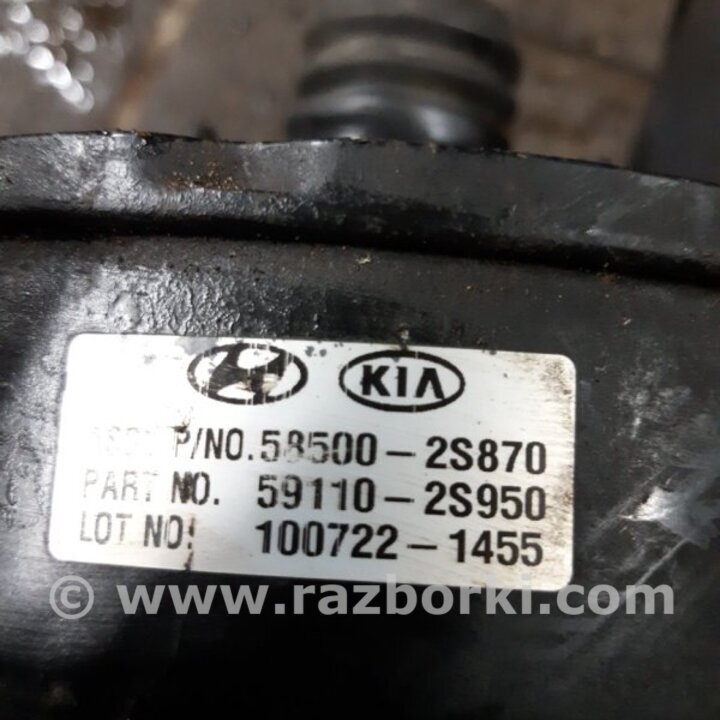 KIA
P/NO. 58500-2S870
PART NO. 59110-2S950
LOT NO: 100722-1455
© www.razborki.com